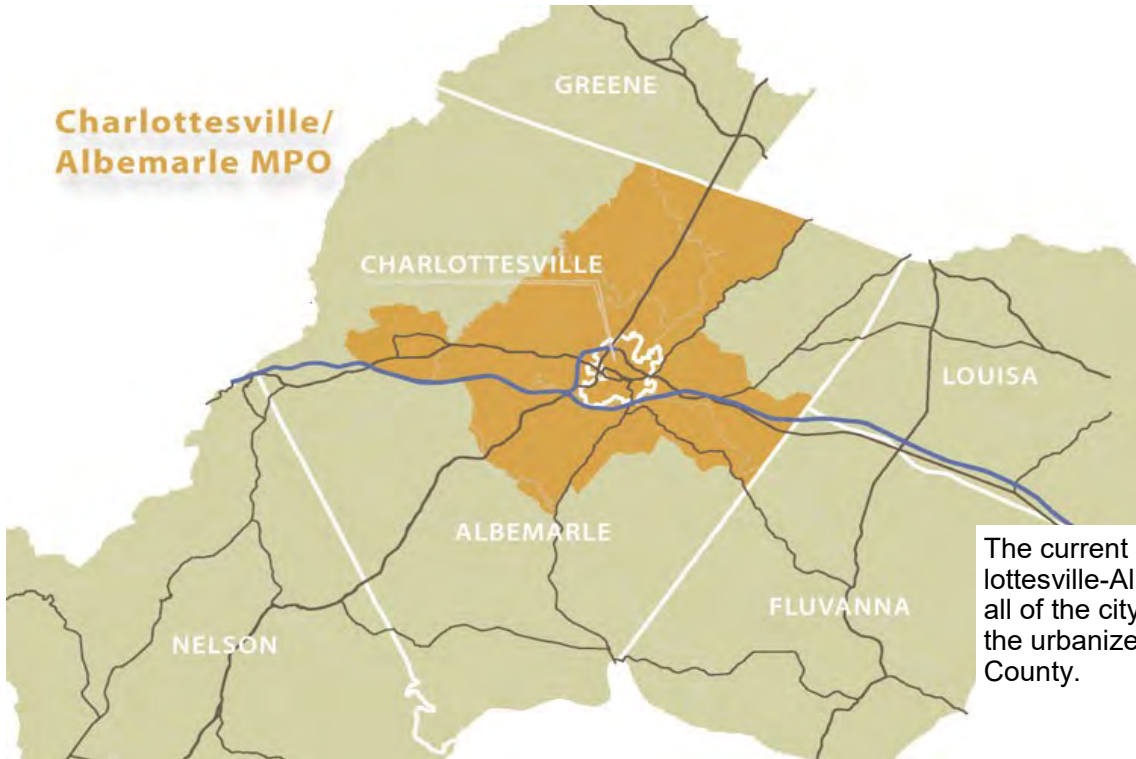 GREENE
Charlottesville/
Albemarle MPO
CHARLOTTESVILLE
LOUISA
ALBEMARLE
The current
lottesville-Al
all of the city
FLUVANNA
the urbanize
NELSON
County.